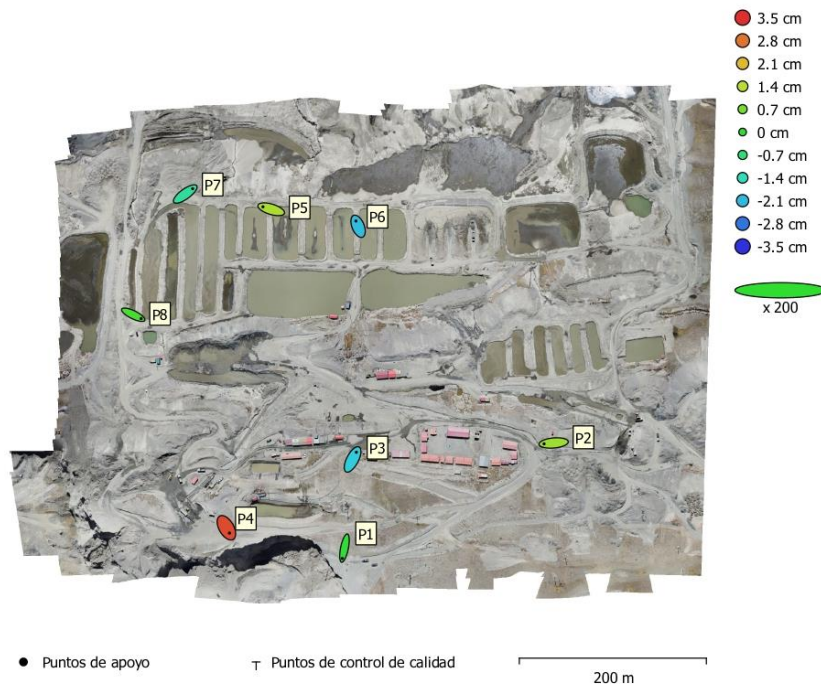 3.5 cm
2.8 cm
2.1 cm
1.4 cm
0.7 cm
0 cm
-0.7 cm
-1.4 cm
-2.1 cm
-2.8 cm
-3.5 cm
x 200
P7
P5
P6
P8
P2
P3
P4
P1
Puntos de apoyo
Puntos de control de calidad
200 m